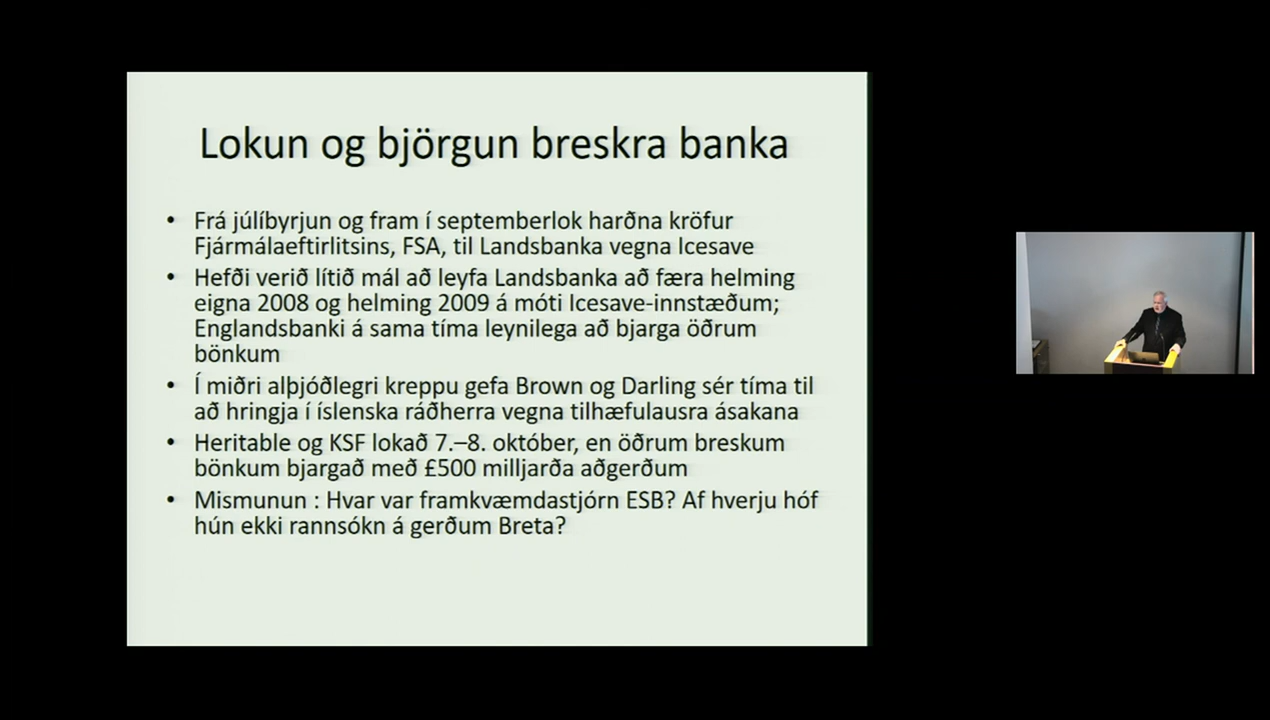 Lokun og björgun breskra banka
• Frá júlíbyrjun og fram í septemberlok harðna kröfur
Fjármálaeftirlitsins, FSA, til Landsbanka vegna Icesave
• Hefði verið lítið mál að leyfa Landsbanka að færa helming
eigna 2008 og helming 2009 á móti Icesave-innstæðum;
Englandsbanki á sama tíma leynilega að bjarga öðrum
bönkum
• Í miðri alþjóðlegri kreppu gefa Brown og Darling sér tíma til
að hringja í íslenska ráðherra vegna tilhæfulausra ásakana
• Heritable og KSF lokað 7.–8. október, en öðrum breskum
bönkum bjargað með £500 milljarða aðgerðum
• Mismunun : Hvar var framkvæmdastjórn ESB? Af hverju hóf
hún ekki rannsókn á gerðum Breta?